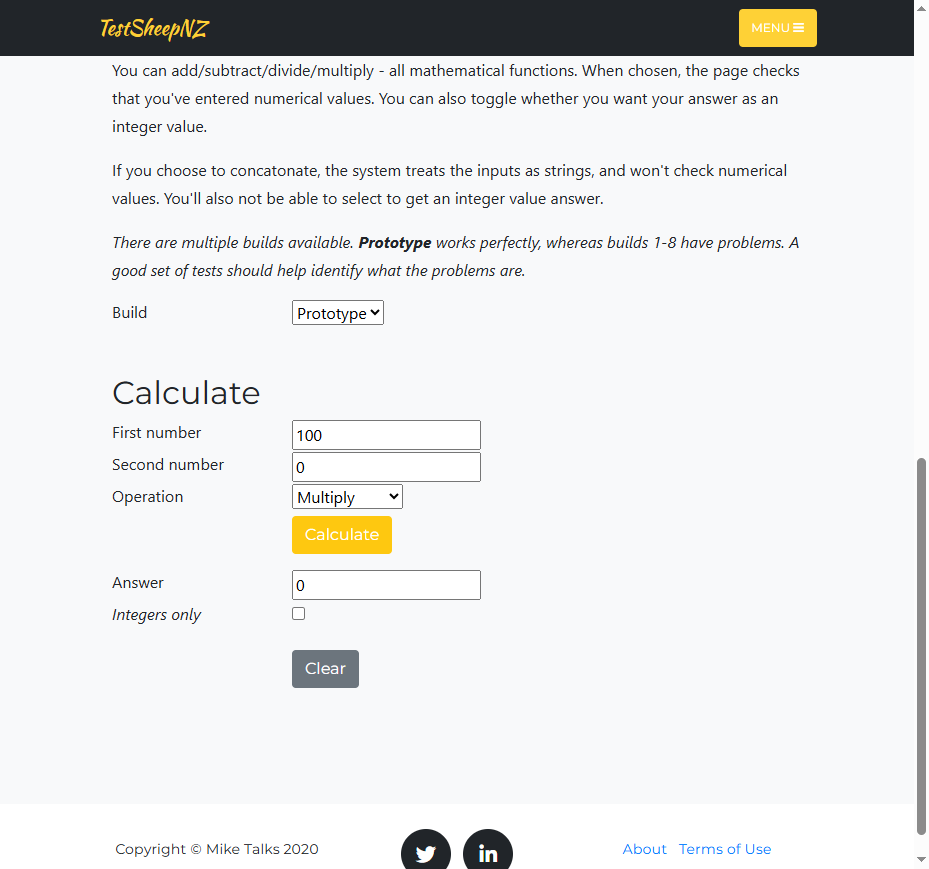 TestSheepNZ
MENU
You can add/subtract/divide/multiply - all mathematical functions. When chosen, the page checks
that you've entered numerical values. You can also toggle whether you want your answer as an
integer value.
If you choose to concatonate, the system treats the inputs as strings, and won't check numerical
values. You'll also not be able to select to get an integer value answer.
There are multiple builds available. Prototype works perfectly, whereas builds 1-8 have problems. A
good set of tests should help identify what the problems are.
Build Prototype
Calculate
First number 100
Second number 0
Operation Multiply
Calculate
Answer 0
Integers only
Clear
Copyright © Mike Talks 2020 in About Terms of Use